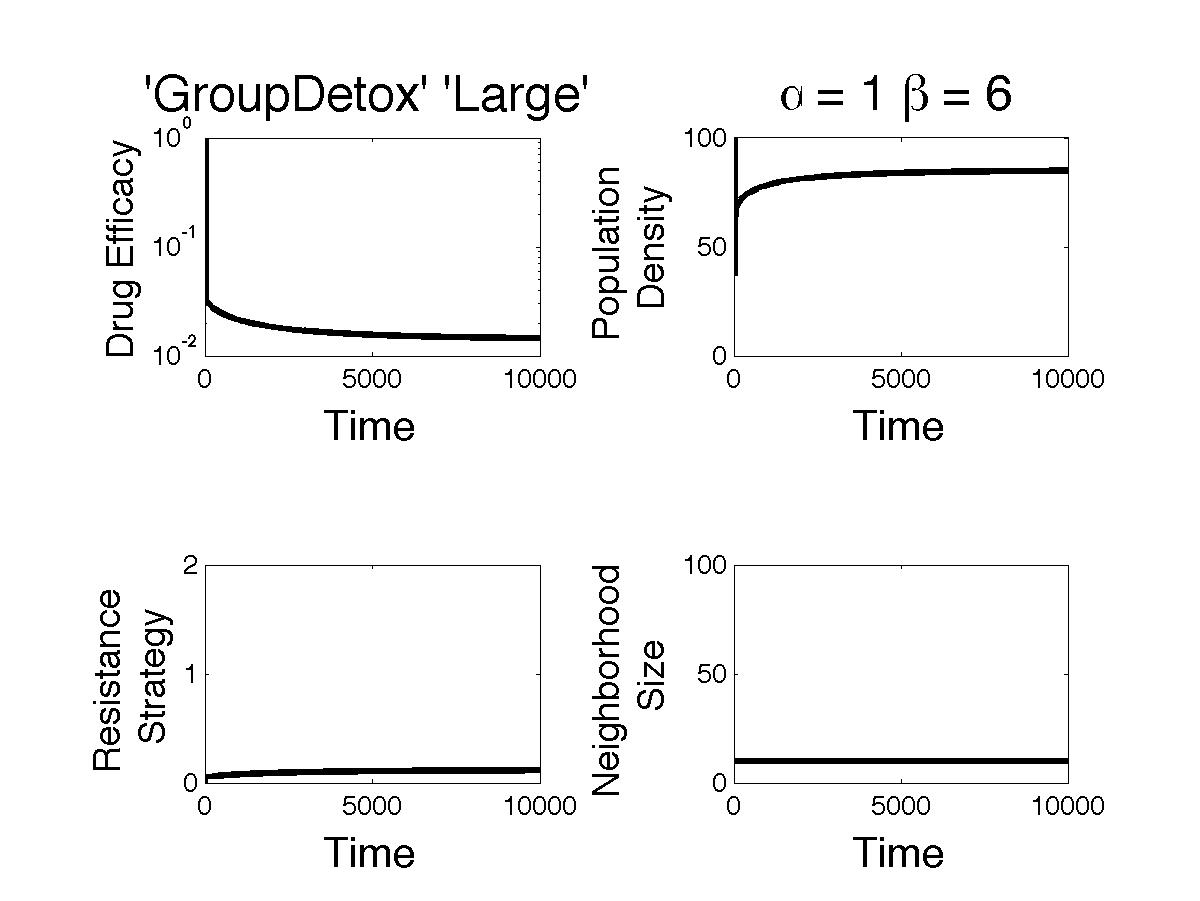 'GroupDetox' 'Large'
10^0
10^-1
10^-2
Drug Efficacy
0 5000 10000
Time
α = 1 β = 6
100
50
0
Population
Density
0 5000 10000
Time
2
1
0
Resistance
Strategy
0 5000 10000
Time
100
50
0
Neighborhood
Size
0 5000 10000
Time